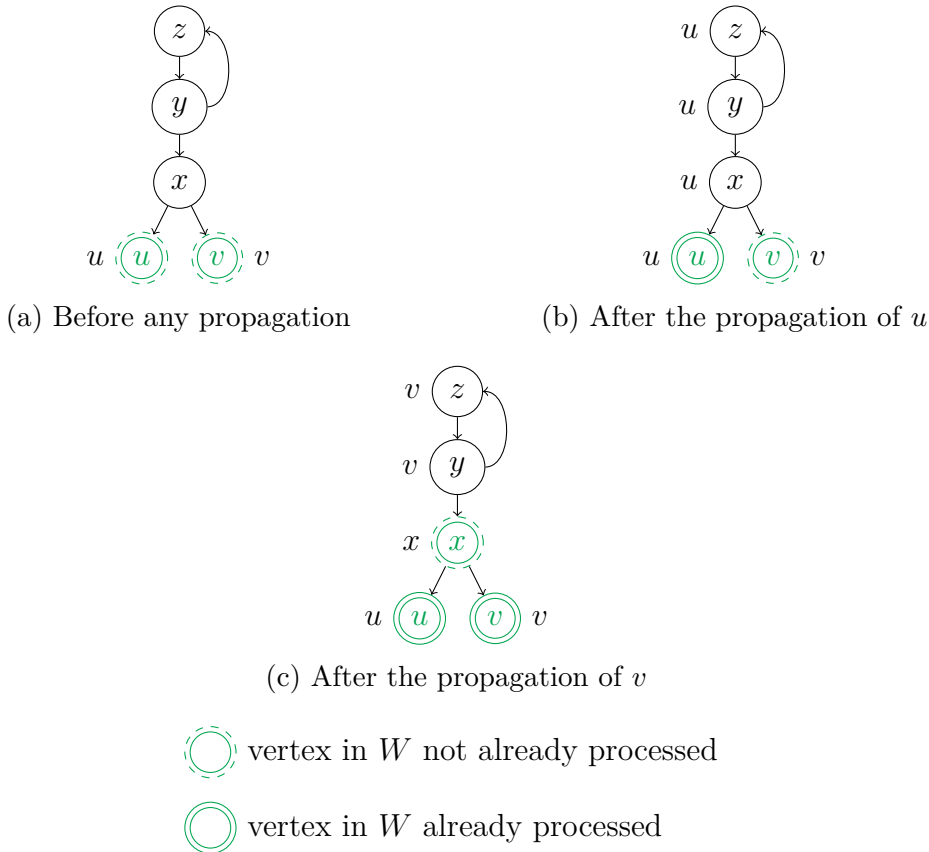 z
u z
y
u y
x
u x
u u v v
u u v v
(a) Before any propagation
(b) After the propagation of u
v z
v y
x x
u u v v
(c) After the propagation of v
vertex in W not already processed
vertex in W already processed